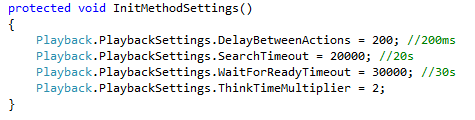 protected void InitMethodSettings()
{
    Playback.PlaybackSettings.DelayBetweenActions = 200; //200ms
    Playback.PlaybackSettings.SearchTimeout = 20000; //20s
    Playback.PlaybackSettings.WaitForReadyTimeout = 30000; //30s
    Playback.PlaybackSettings.ThinkTimeMultiplier = 2;
}